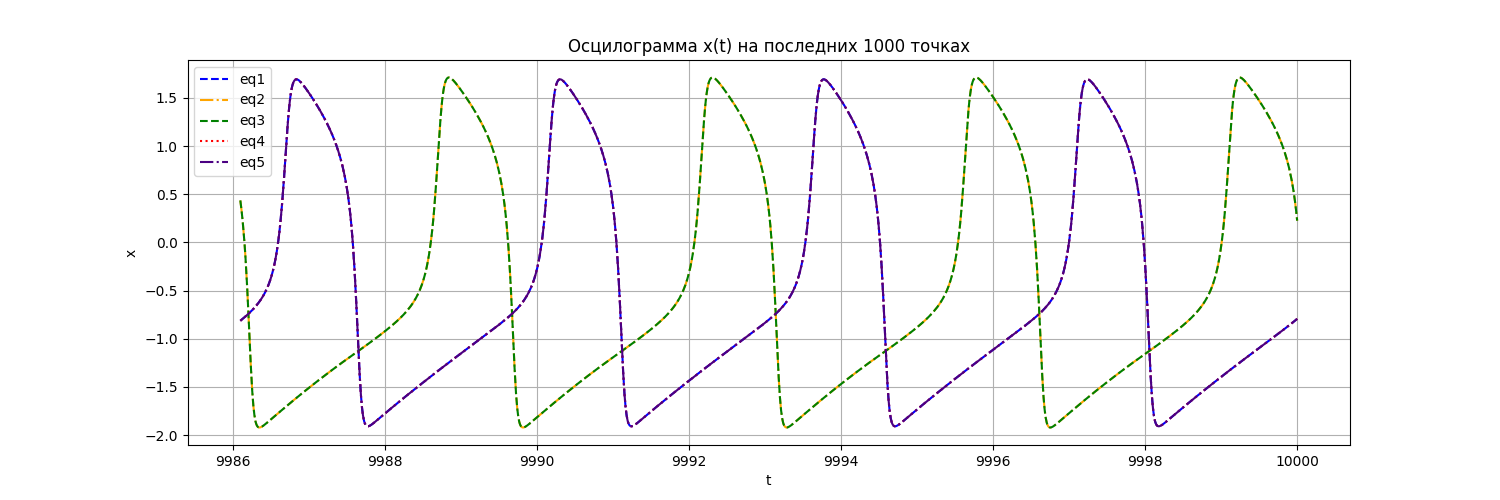 Осцилограмма x(t) на последних 1000 точках
eq1
eq2
eq3
eq4
eq5
1.5
1.0
0.5
0.0
−0.5
−1.0
−1.5
−2.0
x
9986
9988
9990
9992
9994
9996
9998
10000
t